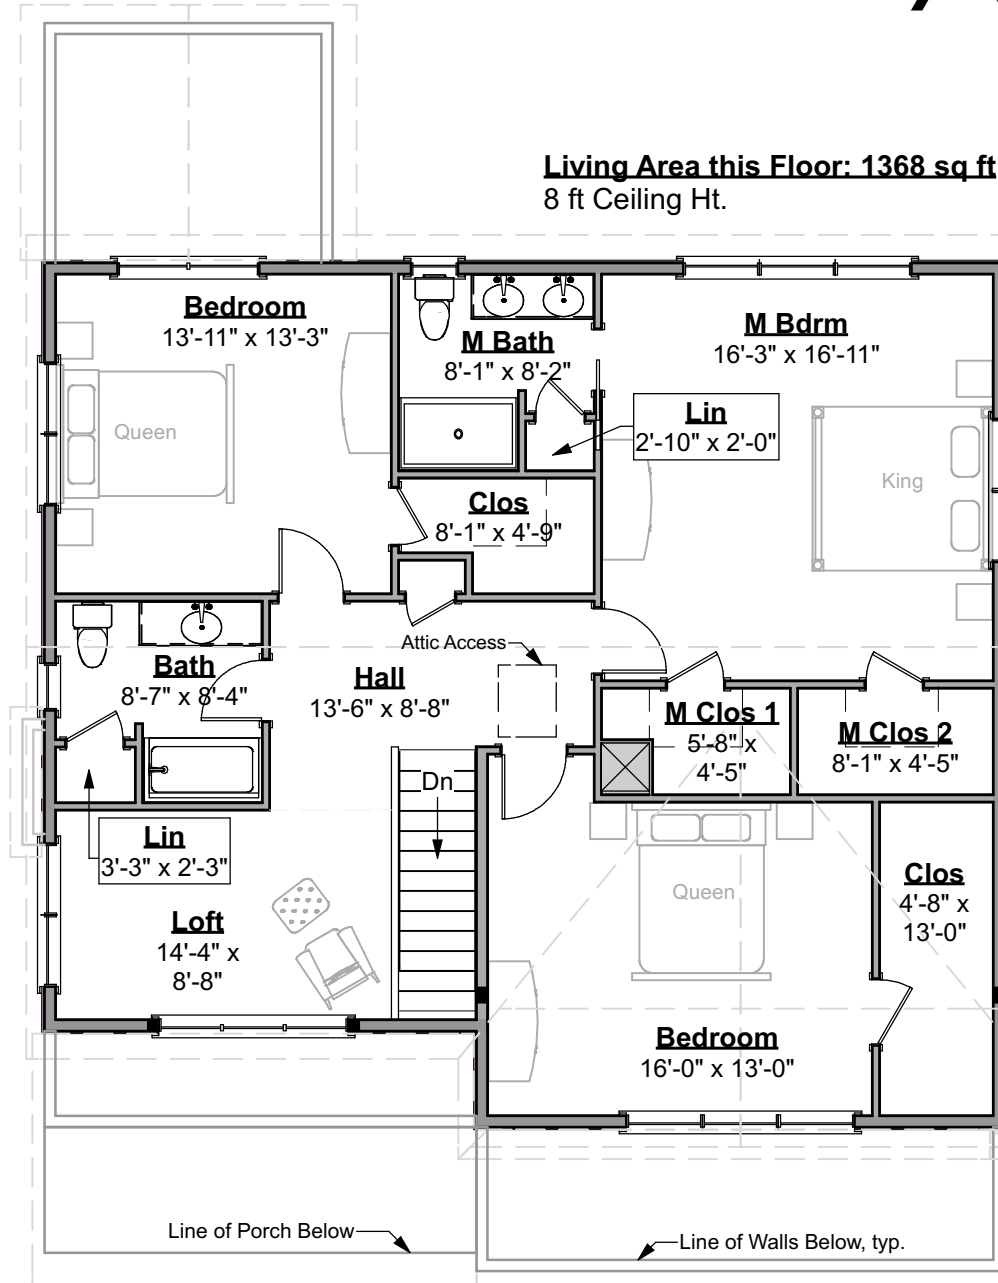 Living Area this Floor: 1368 sq ft
8 ft Ceiling Ht.
Bedroom
13'-11" x 13'-3"
Queen
M Bath
8'-1" x 8'-2"
M Bdrm
16'-3" x 16'-11"
Lin
2'-10" x 2'-0"
King
Clos
8'-1" x 4'-9"
Attic Access
Bath
8'-7" x 8'-4"
Hall
13'-6" x 8'-8"
M Clos 1
5'-8" x
4'-5"
M Clos 2
8'-1" x 4'-5"
Dn
Lin
3'-3" x 2'-3"
Loft
14'-4" x
8'-8"
Queen
Clos
4'-8" x
13'-0"
Bedroom
16'-0" x 13'-0"
Line of Porch Below
Line of Walls Below, typ.